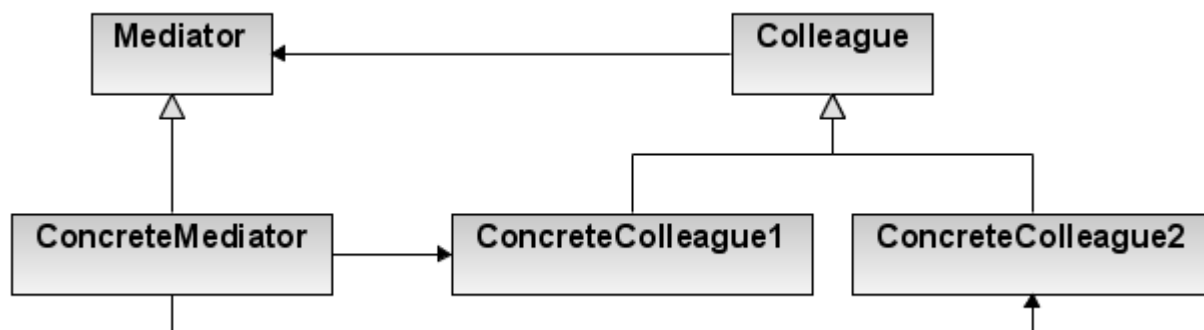 Mediator
Colleague
ConcreteMediator
ConcreteColleague1
ConcreteColleague2